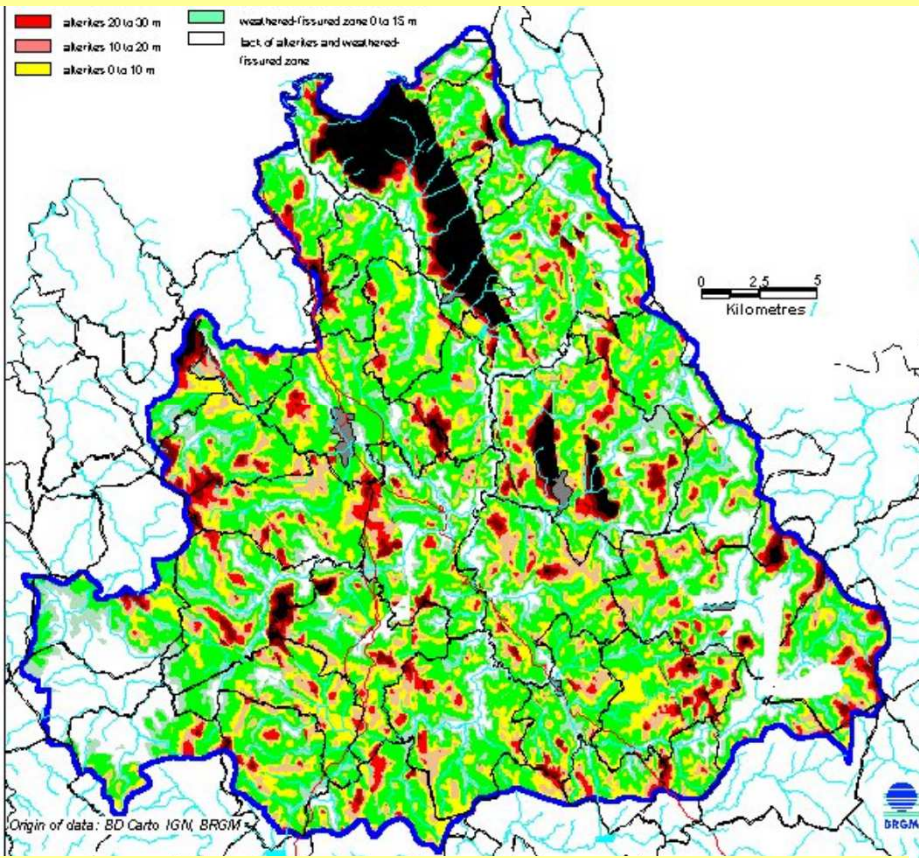 alterites 20 to 30 m
alterites 10 to 20 m
alterites 0 to 10 m
weathered-fissured zone 0 to 15 m
lack of alterites and weathered-
fissured zone
0 2,5 5
Kilometres
Origin of data: BD Carto IGN, BRGM
BRGM